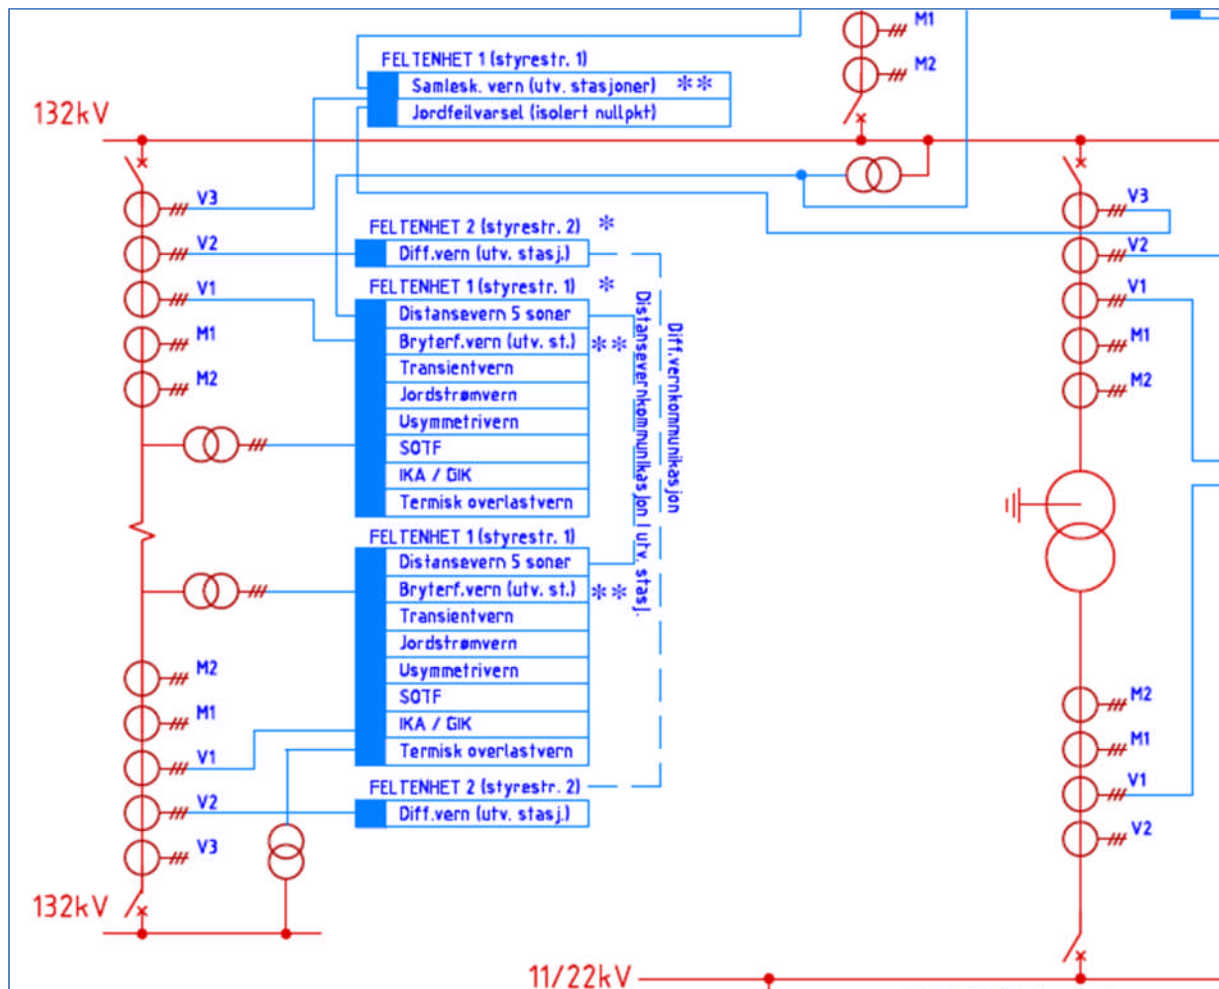 M1
FELTENHET 1 (styrestr. 1)
M2
Samlesk. vern (utv. stasjoner) **
132kV
Jordfeilvarsel (isolert nullpkt)
V3
V3
FELTENHET 2 (styrestr. 2) *
V2
Diff.vern (utv. stasj.)
V2
FELTENHET 1 (styrestr. 1) *
V1
V1
Distansevern 5 soner
M1
Bryterf.vern (utv. st.) **
M1
Transientvern
M2
M2
Jordstrømvern
Usymmetrivern
SOTF
IKA / GIK
Termisk overlastvern
Distansevernkommunikasjon i utv. stasj.
Diff.vernkommunikasjon
FELTENHET 1 (styrestr. 1)
Distansevern 5 soner
Bryterf.vern (utv. st.) **
Transientvern
Jordstrømvern
M2
Usymmetrivern
M2
SOTF
M1
IKA / GIK
M1
V1
Termisk overlastvern
FELTENHET 2 (styrestr. 2)
V1
V2
Diff.vern (utv. stasj.)
V2
V3
132kV
11/22kV